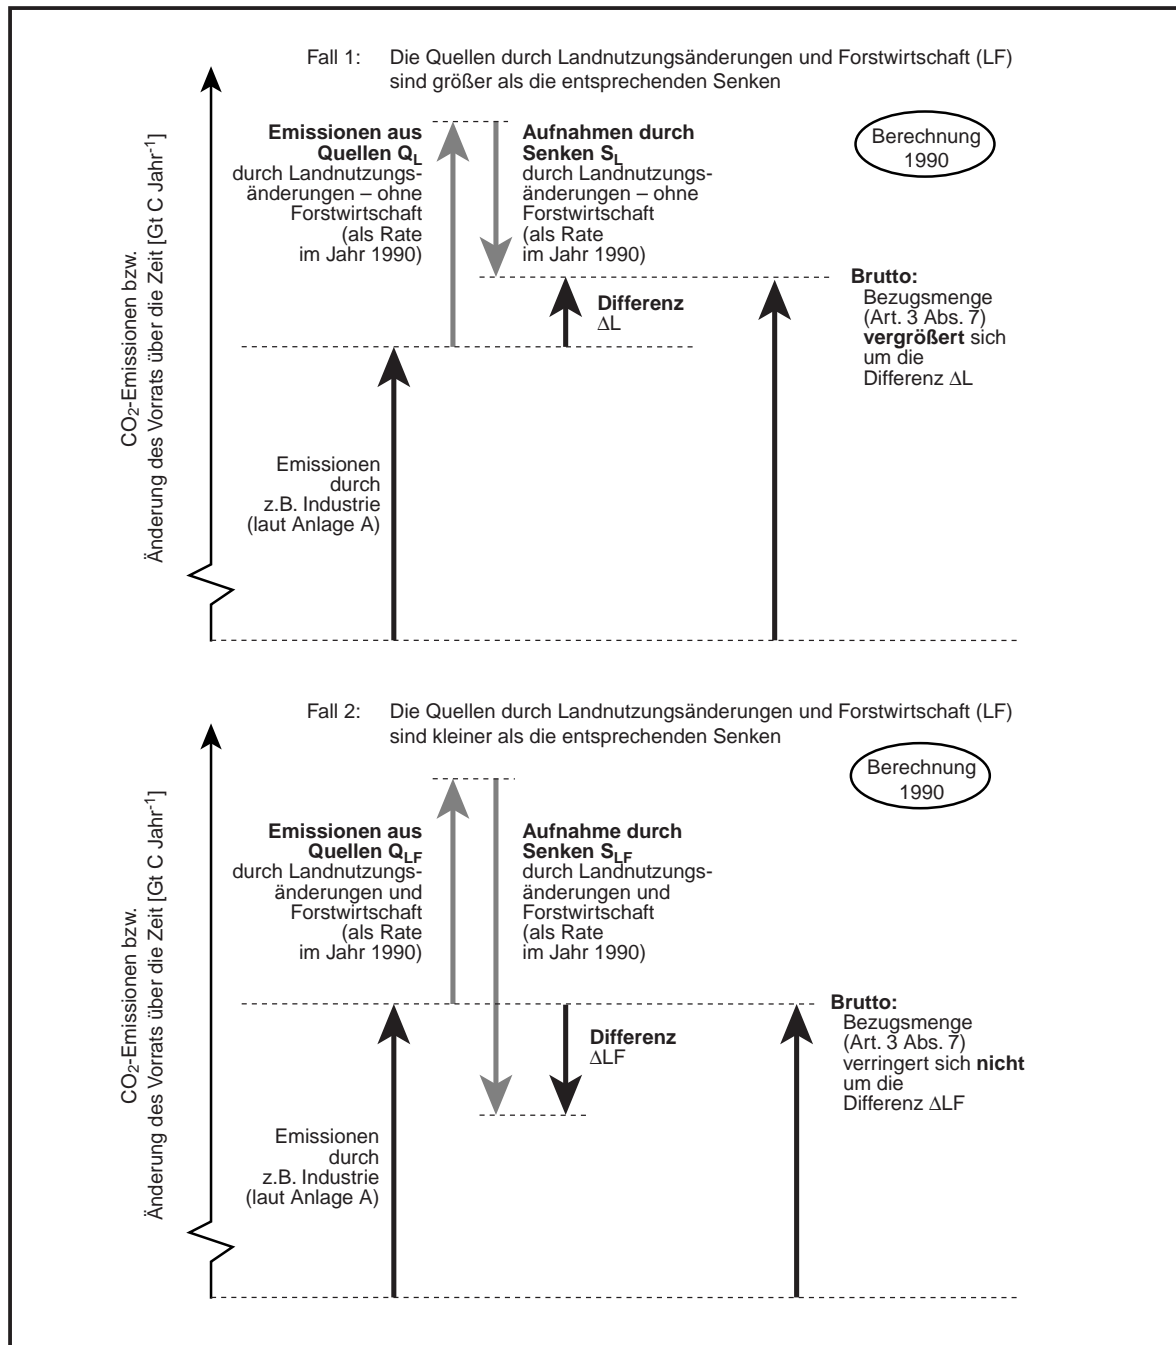 Fall 1: Die Quellen durch Landnutzungsänderungen und Forstwirtschaft (LF)
sind größer als die entsprechenden Senken
Berechnung
1990
CO₂-Emissionen bzw.
Änderung des Vorrats über die Zeit [Gt C Jahr⁻¹]
Emissionen aus
Quellen Q_L
durch Landnutzungs-
änderungen – ohne
Forstwirtschaft
(als Rate
im Jahr 1990)
Aufnahmen durch
Senken S_L
durch Landnutzungs-
änderungen – ohne
Forstwirtschaft
(als Rate
im Jahr 1990)
Differenz
ΔL
Brutto:
Bezugsmenge
(Art. 3 Abs. 7)
vergrößert sich
um die
Differenz ΔL
Emissionen
durch
z.B. Industrie
(laut Anlage A)
Fall 2: Die Quellen durch Landnutzungsänderungen und Forstwirtschaft (LF)
sind kleiner als die entsprechenden Senken
Berechnung
1990
CO₂-Emissionen bzw.
Änderung des Vorrats über die Zeit [Gt C Jahr⁻¹]
Emissionen aus
Quellen Q_LF
durch Landnutzungs-
änderungen und
Forstwirtschaft
(als Rate
im Jahr 1990)
Aufnahme durch
Senken S_LF
durch Landnutzungs-
änderungen und
Forstwirtschaft
(als Rate
im Jahr 1990)
Differenz
ΔLF
Brutto:
Bezugsmenge
(Art. 3 Abs. 7)
verringert sich nicht
um die
Differenz ΔLF
Emissionen
durch
z.B. Industrie
(laut Anlage A)